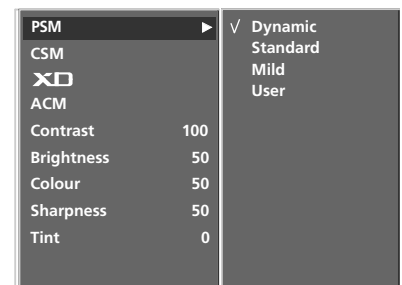 PSM ▶
CSM
XD
ACM
Contrast 100
Brightness 50
Colour 50
Sharpness 50
Tint 0
√ Dynamic
Standard
Mild
User